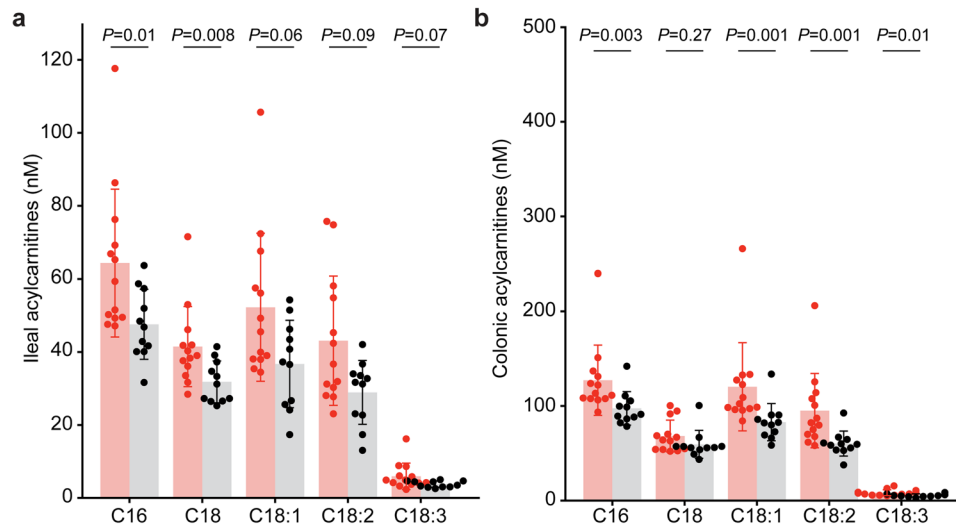 a
P=0.01 P=0.008 P=0.06 P=0.09 P=0.07
Ileal acylcarnitines (nM)
120
100
80
60
40
20
0
C16 C18 C18:1 C18:2 C18:3
b
P=0.003 P=0.27 P=0.001 P=0.001 P=0.01
Colonic acylcarnitines (nM)
500
400
300
200
100
0
C16 C18 C18:1 C18:2 C18:3